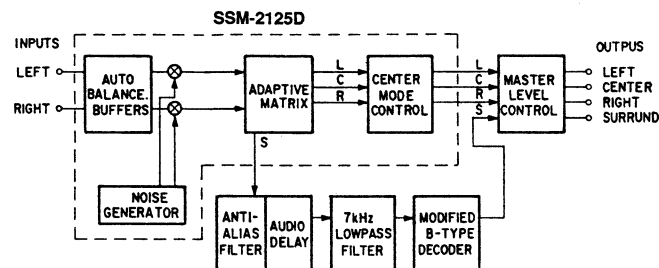 SSM-2125D
INPUTS
OUTPUS
LEFT
RIGHT
AUTO
BALANCE.
BUFFERS
ADAPTIVE
MATRIX
L
C
R
CENTER
MODE
CONTROL
L
C
R
S
MASTER
LEVEL
CONTROL
LEFT
CENTER
RIGHT
SURRUND
S
NOISE
GENERATOR
ANTI-
ALIAS
FILTER
AUDIO
DELAY
7kHz
LOWPASS
FILTER
MODIFIED
B-TYPE
DECODER